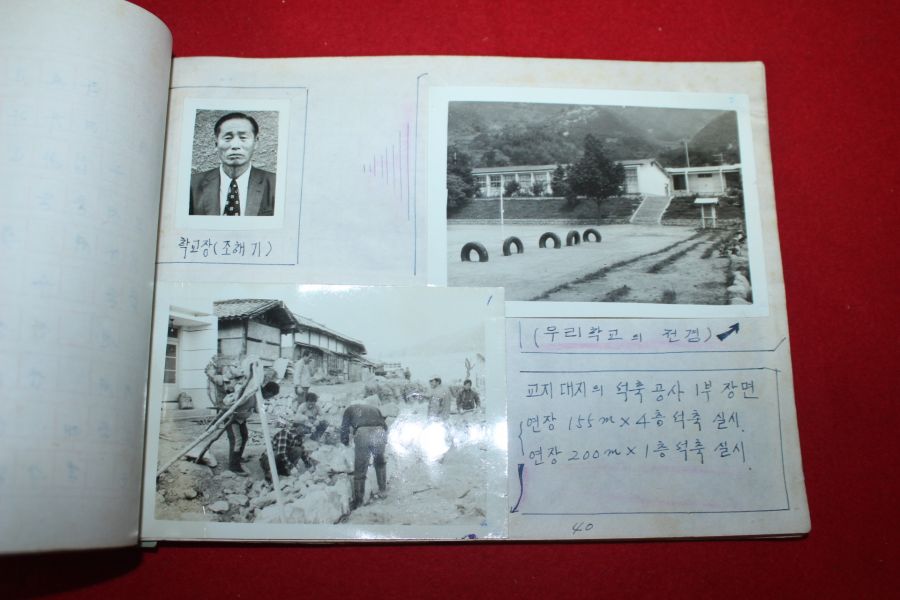 학교장(조해기)
(우리학교의 전경)
교지 대지의 석축 공사 1부 장면
연장 155m×4층 석축 실시.
연장 200m×1층 석축 실시.
1
40